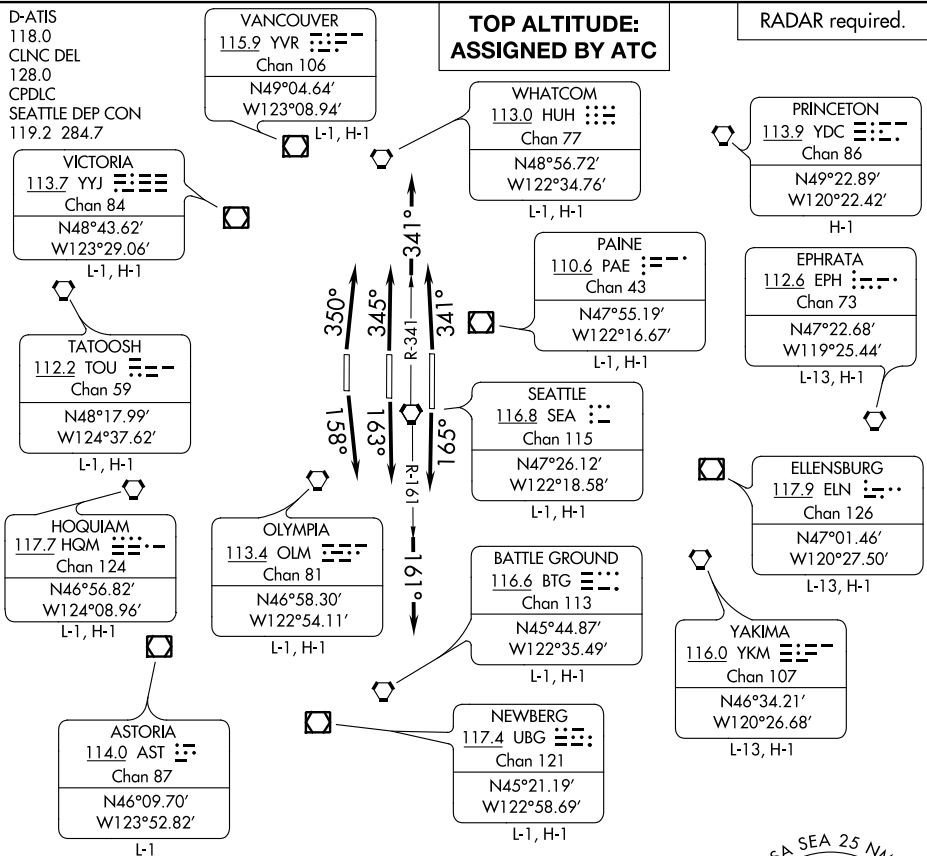 D-ATIS
118.0
CLNC DEL
128.0
CPDLC
SEATTLE DEP CON
119.2 284.7
VANCOUVER
115.9 YVR
Chan 106
N49°04.64′
W123°08.94′
L-1, H-1
TOP ALTITUDE:
ASSIGNED BY ATC
RADAR required.
WHATCOM
113.0 HUH
Chan 77
N48°56.72′
W122°34.76′
L-1, H-1
PRINCETON
113.9 YDC
Chan 86
N49°22.89′
W120°22.42′
H-1
VICTORIA
113.7 YYJ
Chan 84
N48°43.62′
W123°29.06′
L-1, H-1
341°
350°
345°
341°
R-341
PAINE
110.6 PAE
Chan 43
N47°55.19′
W122°16.67′
L-1, H-1
EPHRATA
112.6 EPH
Chan 73
N47°22.68′
W119°25.44′
L-13, H-1
TATOOSH
112.2 TOU
Chan 59
N48°17.99′
W124°37.62′
L-1, H-1
SEATTLE
116.8 SEA
Chan 115
N47°26.12′
W122°18.58′
L-1, H-1
158°
163°
165°
R-161
161°
ELLENSBURG
117.9 ELN
Chan 126
N47°01.46′
W120°27.50′
L-13, H-1
HOQUIAM
117.7 HQM
Chan 124
N46°56.82′
W124°08.96′
L-1, H-1
OLYMPIA
113.4 OLM
Chan 81
N46°58.30′
W122°54.11′
L-1, H-1
BATTLE GROUND
116.6 BTG
Chan 113
N45°44.87′
W122°35.49′
L-1, H-1
YAKIMA
116.0 YKM
Chan 107
N46°34.21′
W120°26.68′
L-13, H-1
ASTORIA
114.0 AST
Chan 87
N46°09.70′
W123°52.82′
L-1
NEWBERG
117.4 UBG
Chan 121
N45°21.19′
W122°58.69′
L-1, H-1
SEA 25